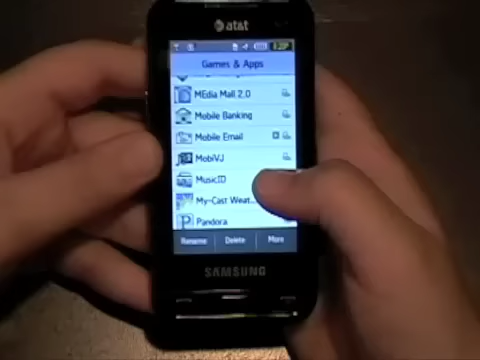 at&t
Games & Apps
MEdia Mall 2.0
Mobile Banking
Mobile Email
MobiVJ
MusicID
My-Cast Weat...
Pandora
Rename Delete More
SAMSUNG